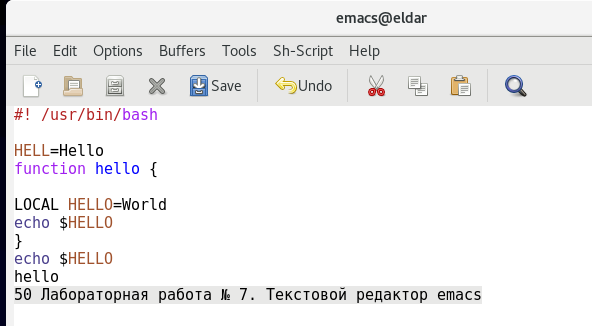 emacs@eldar
File Edit Options Buffers Tools Sh-Script Help
Save Undo
#! /usr/bin/bash
HELL=Hello
function hello {
LOCAL HELLO=World
echo $HELLO
}
echo $HELLO
hello
50 Лабораторная работа № 7. Текстовой редактор emacs